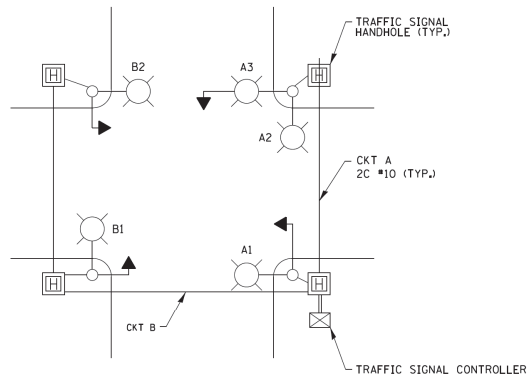 TRAFFIC SIGNAL
HANDHOLE (TYP.)
H
H
B2
A3
A2
CKT A
2C #10 (TYP.)
B1
A1
H
H
CKT B
TRAFFIC SIGNAL CONTROLLER